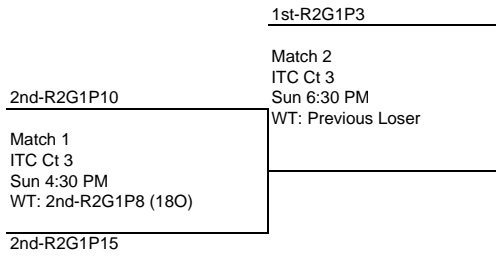 1st-R2G1P3
Match 2
ITC Ct 3
Sun 6:30 PM
WT: Previous Loser
2nd-R2G1P10
Match 1
ITC Ct 3
Sun 4:30 PM
WT: 2nd-R2G1P8 (18O)
2nd-R2G1P15